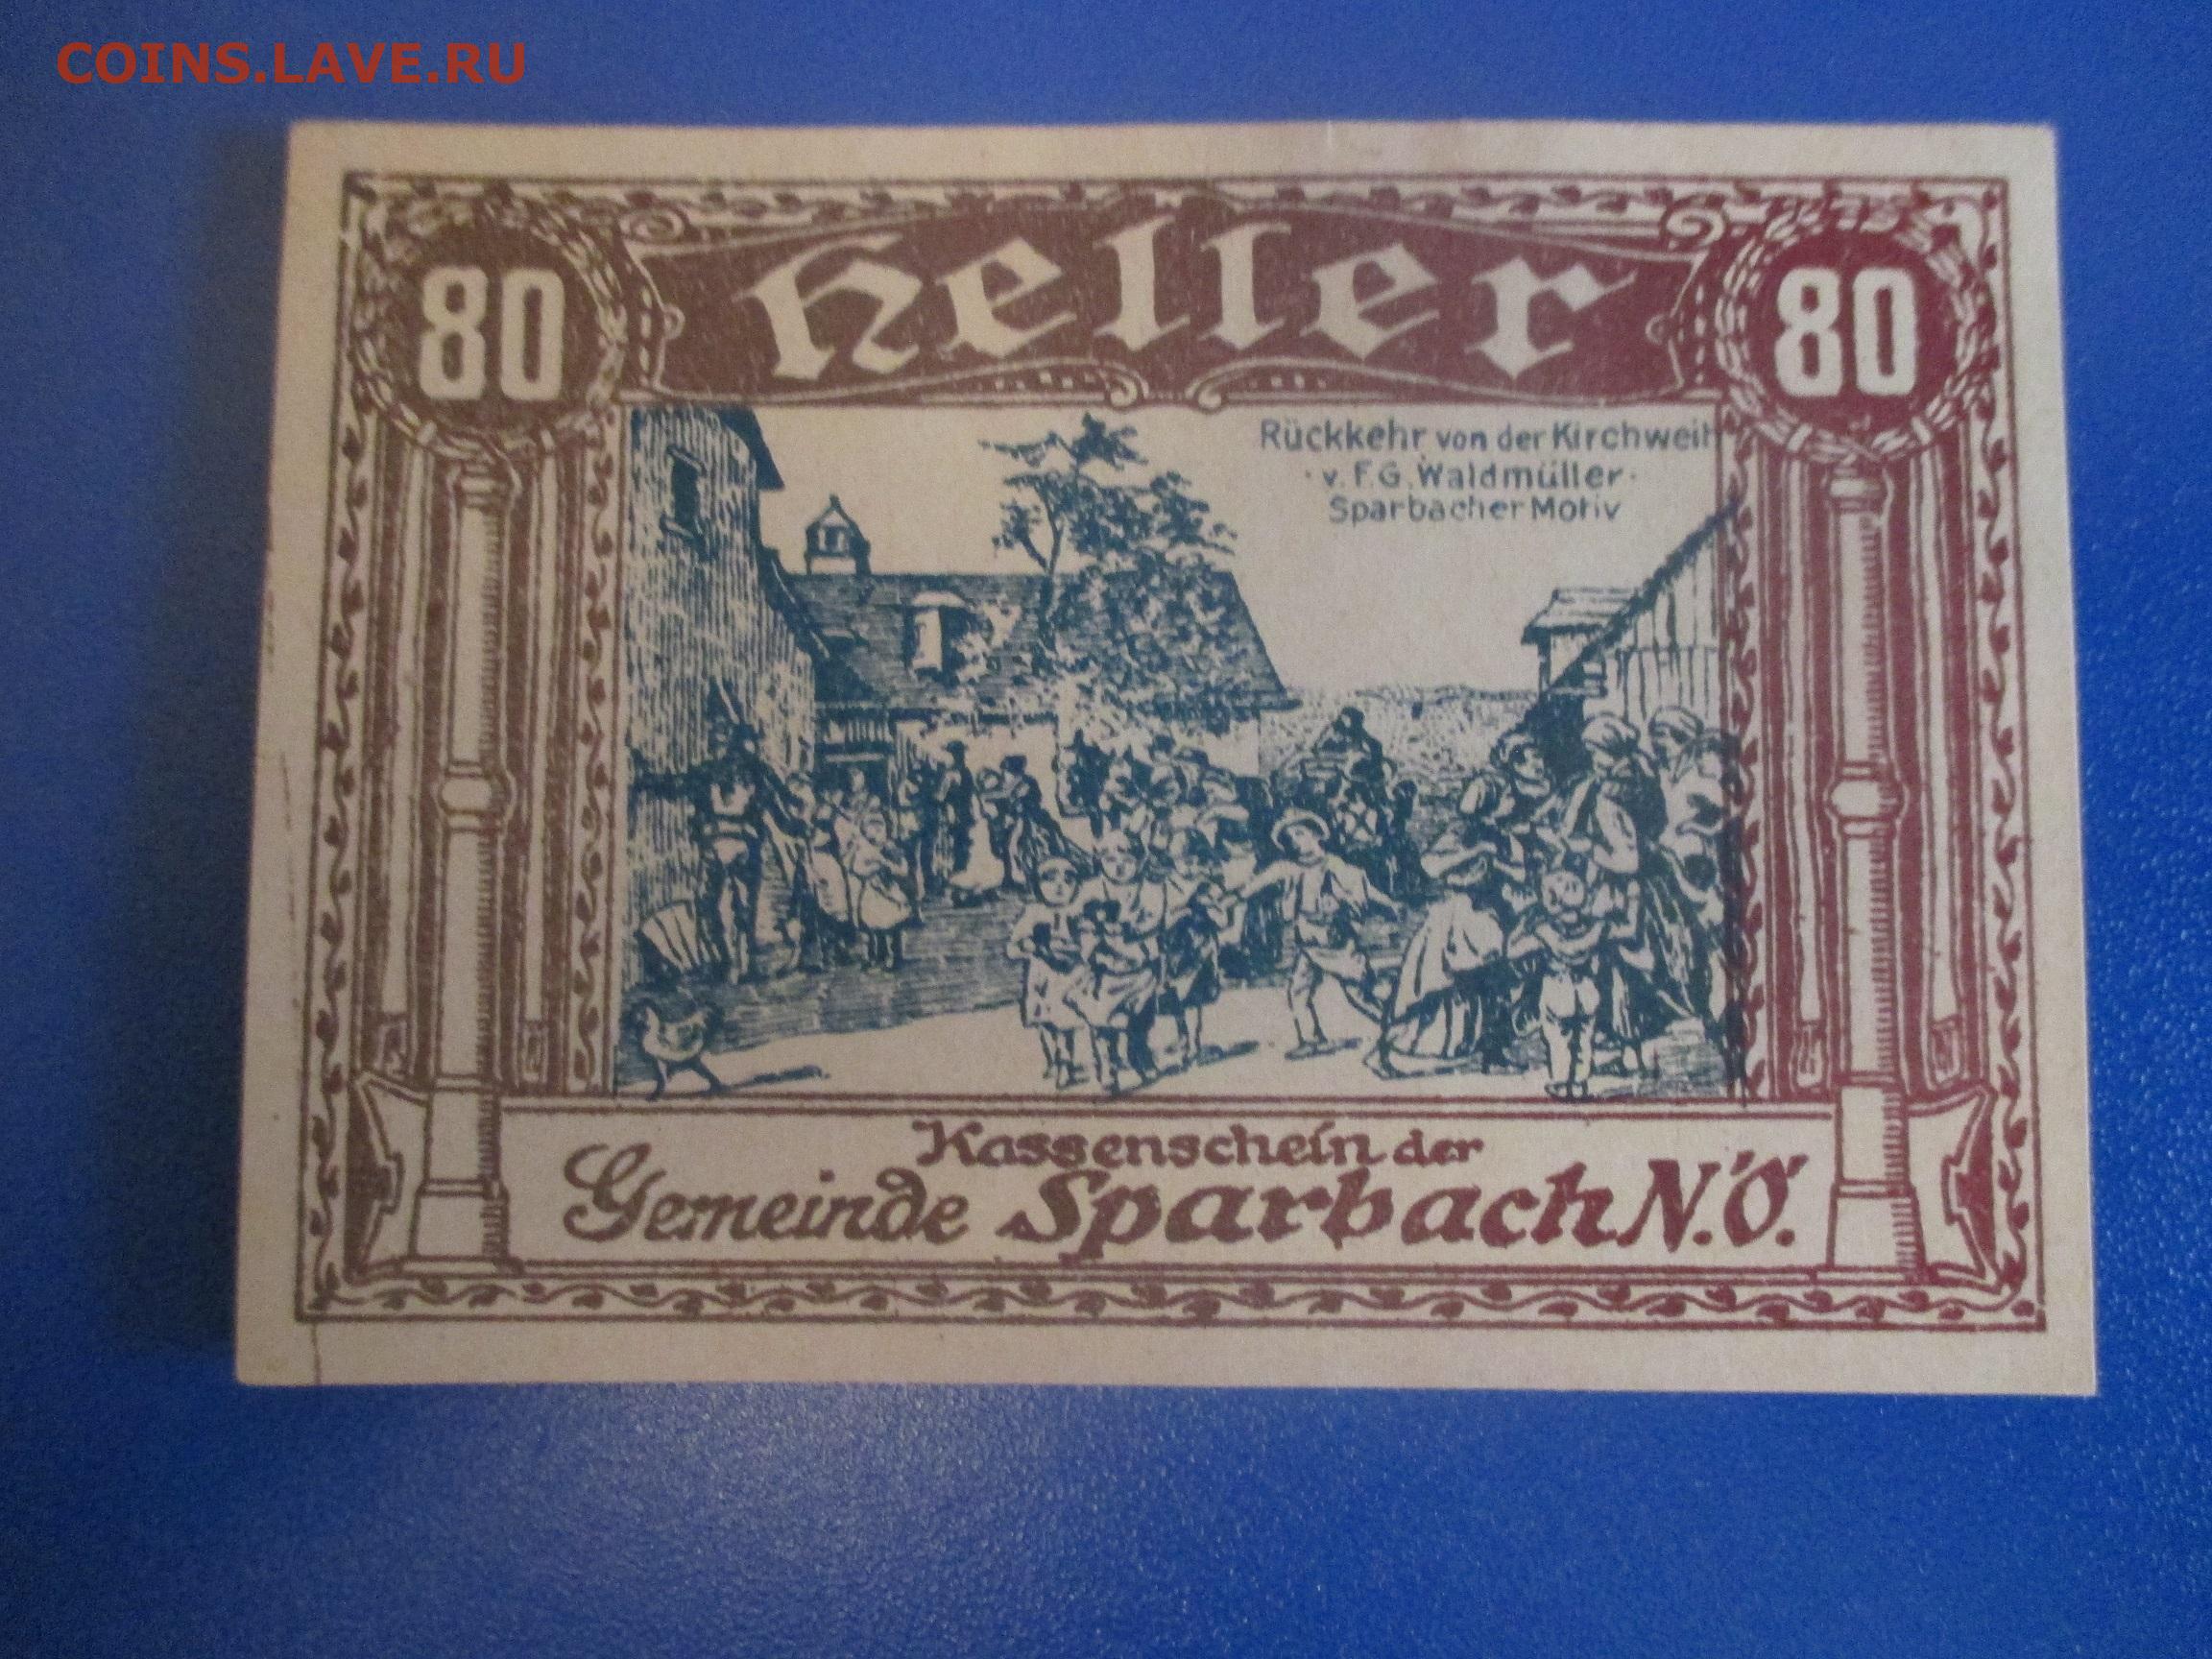 COINS.LAVE.RU
80 Heller 80
Rückkehr von der Kirchweih
v. F. G. Waldmüller
Sparbacher Motiv
Kassenschein der
Gemeinde Sparbach N.Ö.